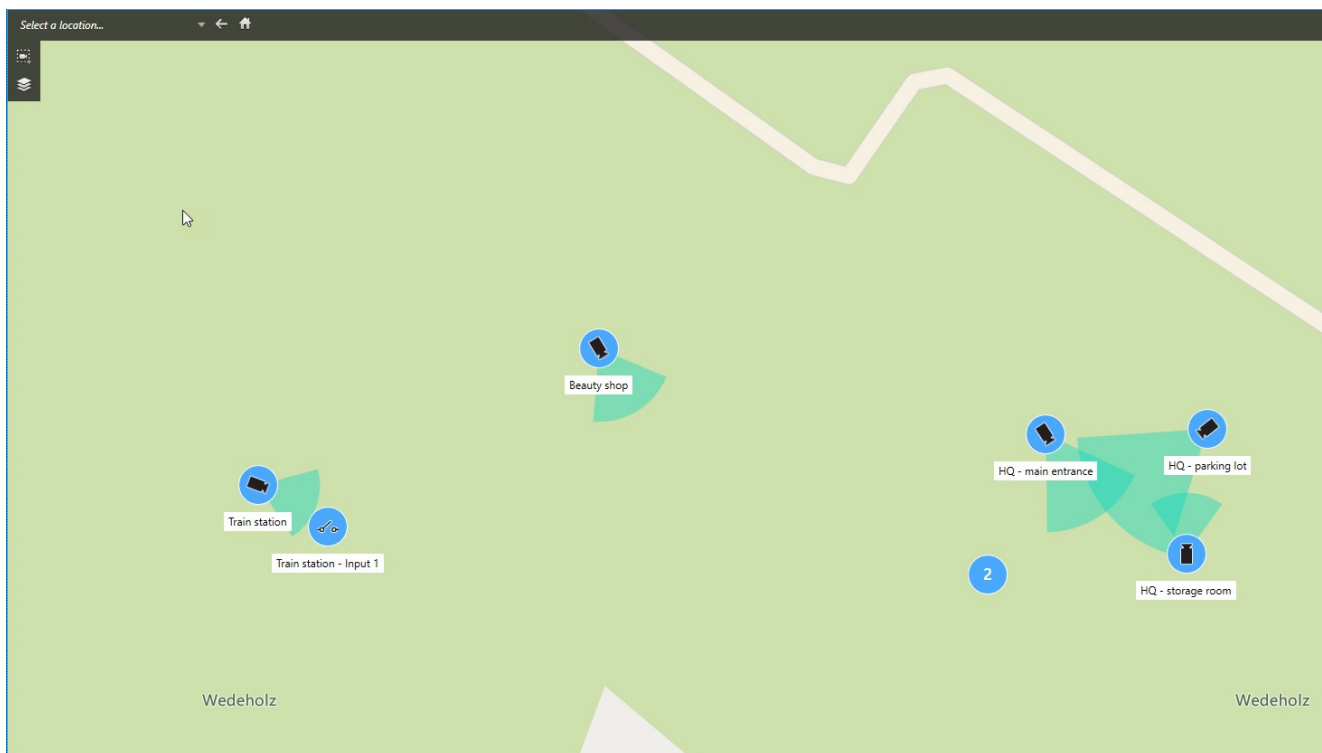 Select a location...
Beauty shop
HQ - main entrance
HQ - parking lot
Train station
Train station - Input 1
2
HQ - storage room
Wedeholz
Wedeholz